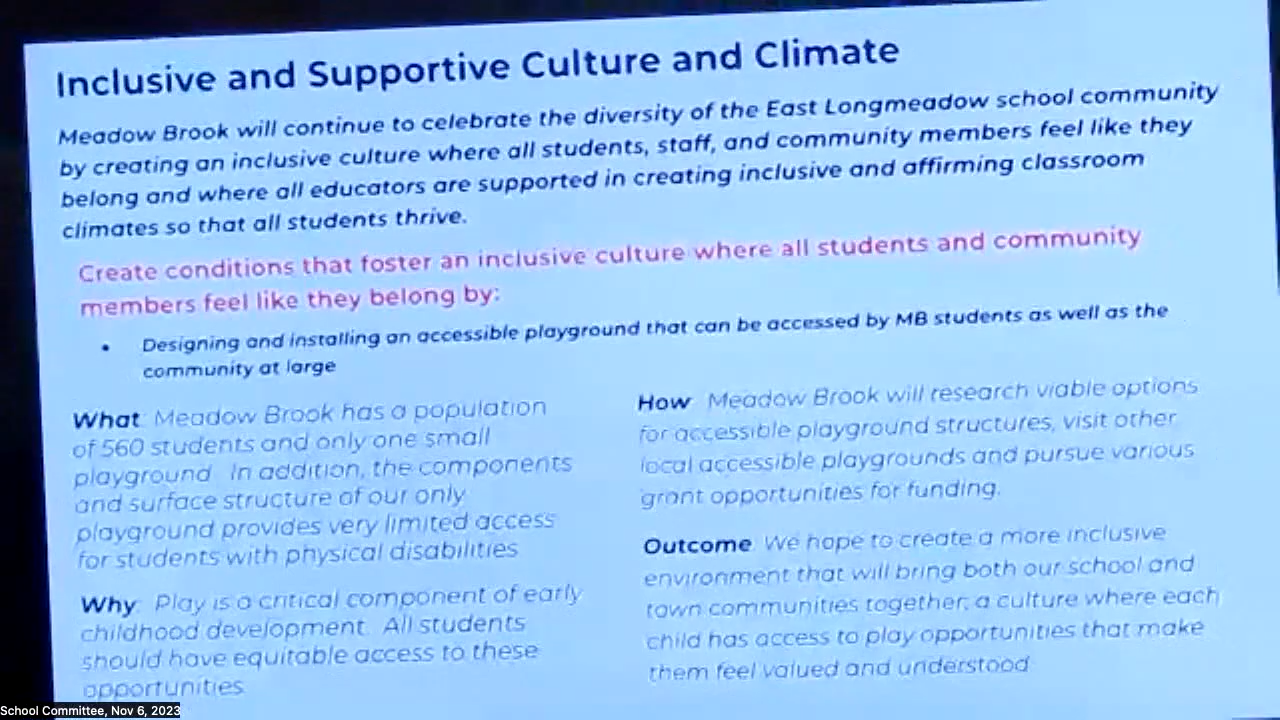 Inclusive and Supportive Culture and Climate
Meadow Brook will continue to celebrate the diversity of the East Longmeadow school community
by creating an inclusive culture where all students, staff, and community members feel like they
belong and where all educators are supported in creating inclusive and affirming classroom
climates so that all students thrive.
Create conditions that foster an inclusive culture where all students and community
members feel like they belong by:
• Designing and installing an accessible playground that can be accessed by MB students as well as the
community at large
What: Meadow Brook has a population
of 560 students and only one small
playground. In addition, the components
and surface structure of our only
playground provides very limited access
for students with physical disabilities.
Why: Play is a critical component of early
childhood development. All students
should have equitable access to these
opportunities.
How: Meadow Brook will research viable options
for accessible playground structures, visit other
local accessible playgrounds and pursue various
grant opportunities for funding.
Outcome: We hope to create a more inclusive
environment that will bring both our school and
town communities together; a culture where each
child has access to play opportunities that make
them feel valued and understood.
School Committee, Nov 6, 2023